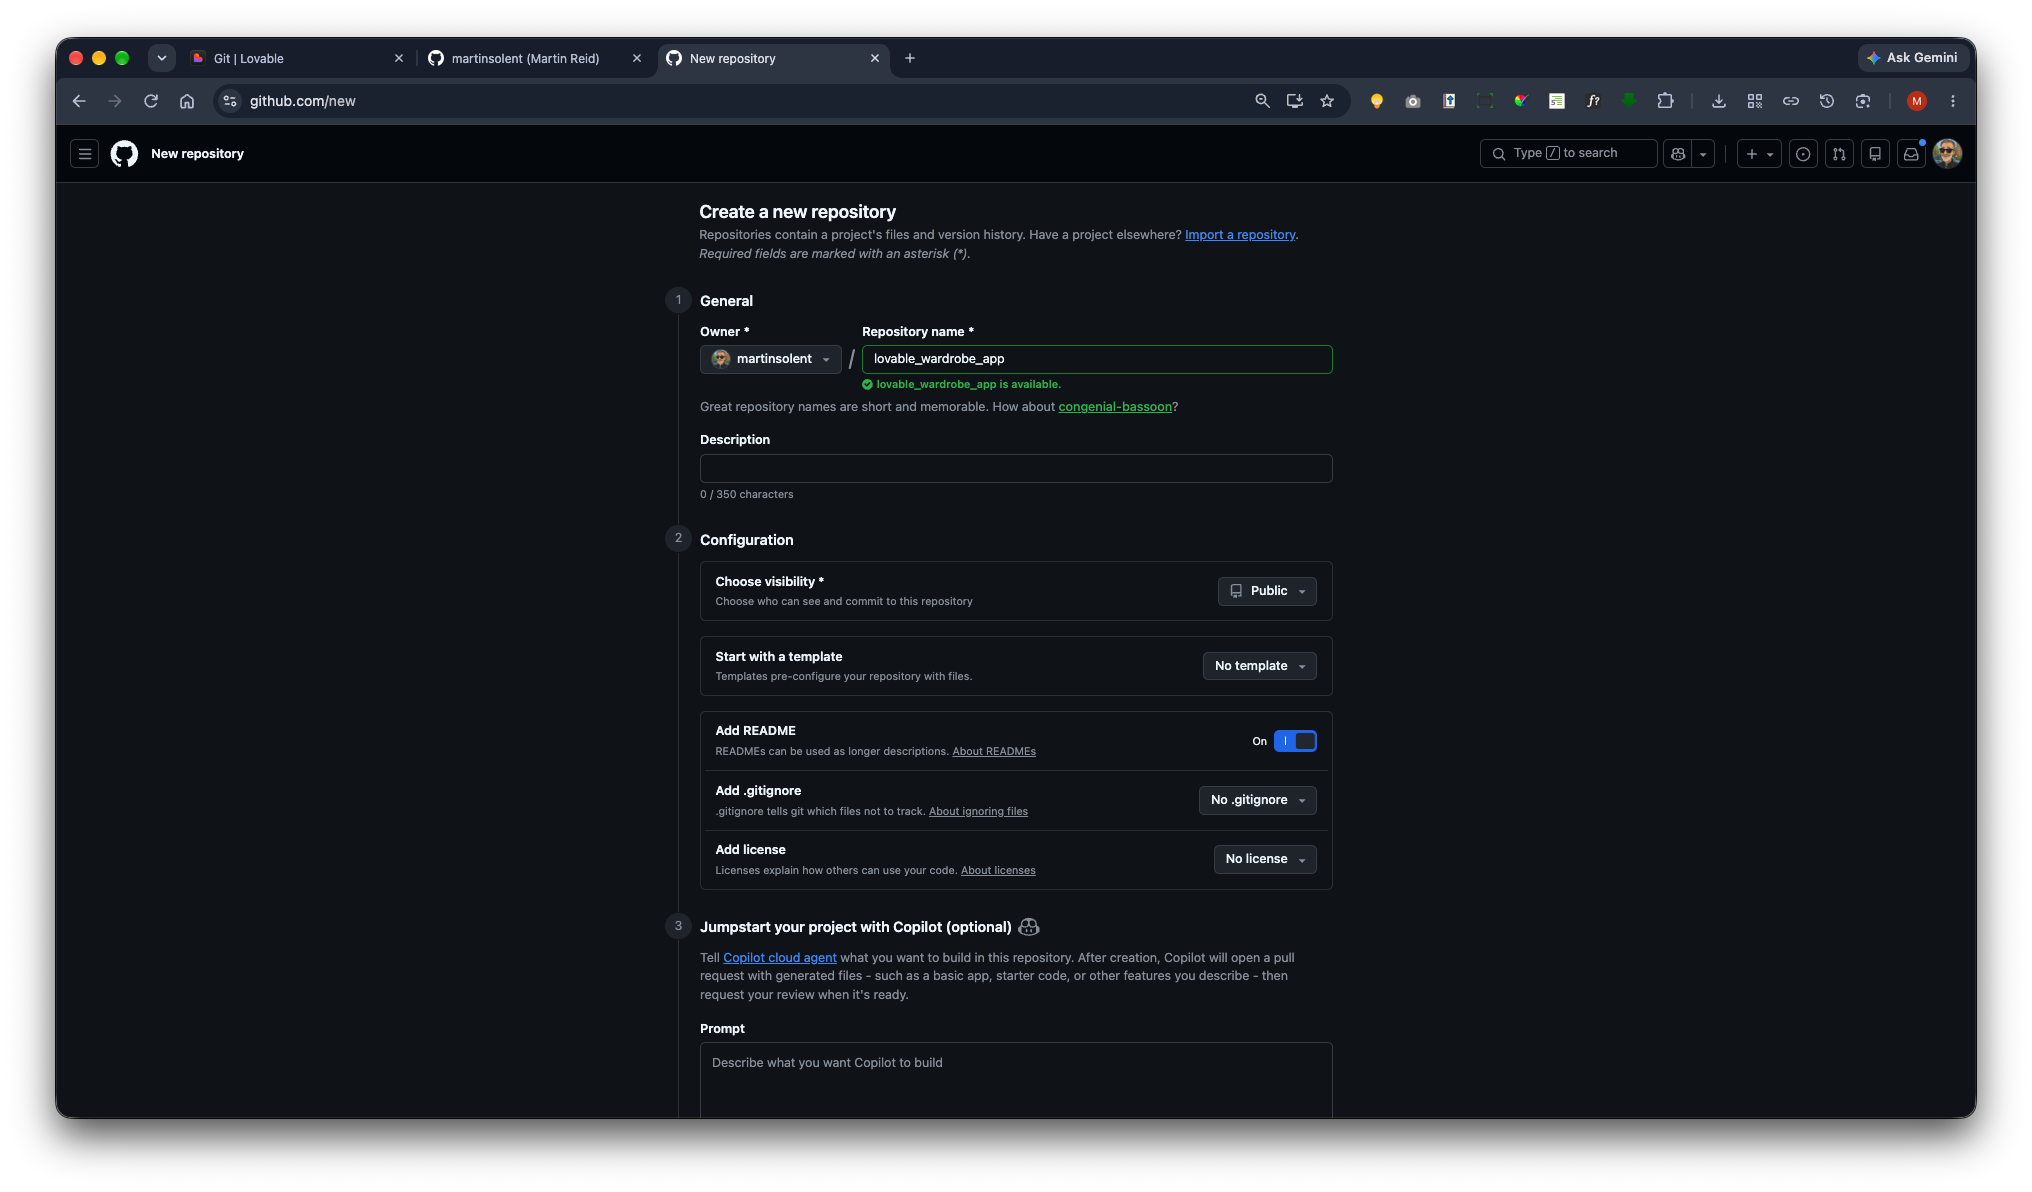 Git | Lovable
martinsolent (Martin Reid)
New repository
Ask Gemini
github.com/new
M
New repository
Type / to search
Create a new repository
Repositories contain a project's files and version history. Have a project elsewhere? Import a repository.
Required fields are marked with an asterisk (*).
1 General
Owner * Repository name *
martinsolent / lovable_wardrobe_app
lovable_wardrobe_app is available.
Great repository names are short and memorable. How about congenial-bassoon?
Description
0 / 350 characters
2 Configuration
Choose visibility *
Choose who can see and commit to this repository
Public
Start with a template
Templates pre-configure your repository with files.
No template
Add README
READMEs can be used as longer descriptions. About READMEs
On
Add .gitignore
.gitignore tells git which files not to track. About ignoring files
No .gitignore
Add license
Licenses explain how others can use your code. About licenses
No license
3 Jumpstart your project with Copilot (optional)
Tell Copilot cloud agent what you want to build in this repository. After creation, Copilot will open a pull
request with generated files - such as a basic app, starter code, or other features you describe - then
request your review when it's ready.
Prompt
Describe what you want Copilot to build